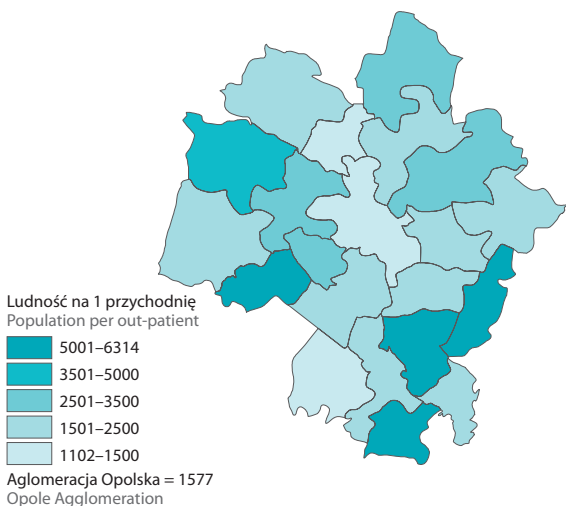 Ludność na 1 przychodnię
Population per out-patient
5001–6314
3501–5000
2501–3500
1501–2500
1102–1500
Aglomeracja Opolska = 1577
Opole Agglomeration